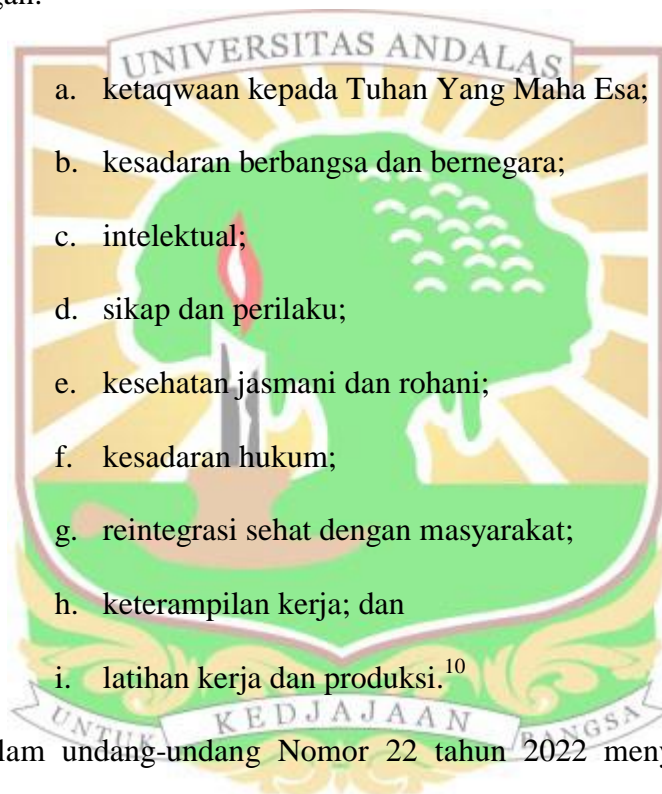 UNIVERSITAS ANDALAS
a. ketaqwaan kepada Tuhan Yang Maha Esa;
b. kesadaran berbangsa dan bernegara;
c. intelektual;
d. sikap dan perilaku;
e. kesehatan jasmani dan rohani;
f. kesadaran hukum;
g. reintegrasi sehat dengan masyarakat;
h. keterampilan kerja; dan
i. latihan kerja dan produksi.10
UNTUK KEDJAJAAN BANGSA
undang-undang Nomor 22 tahun 2022